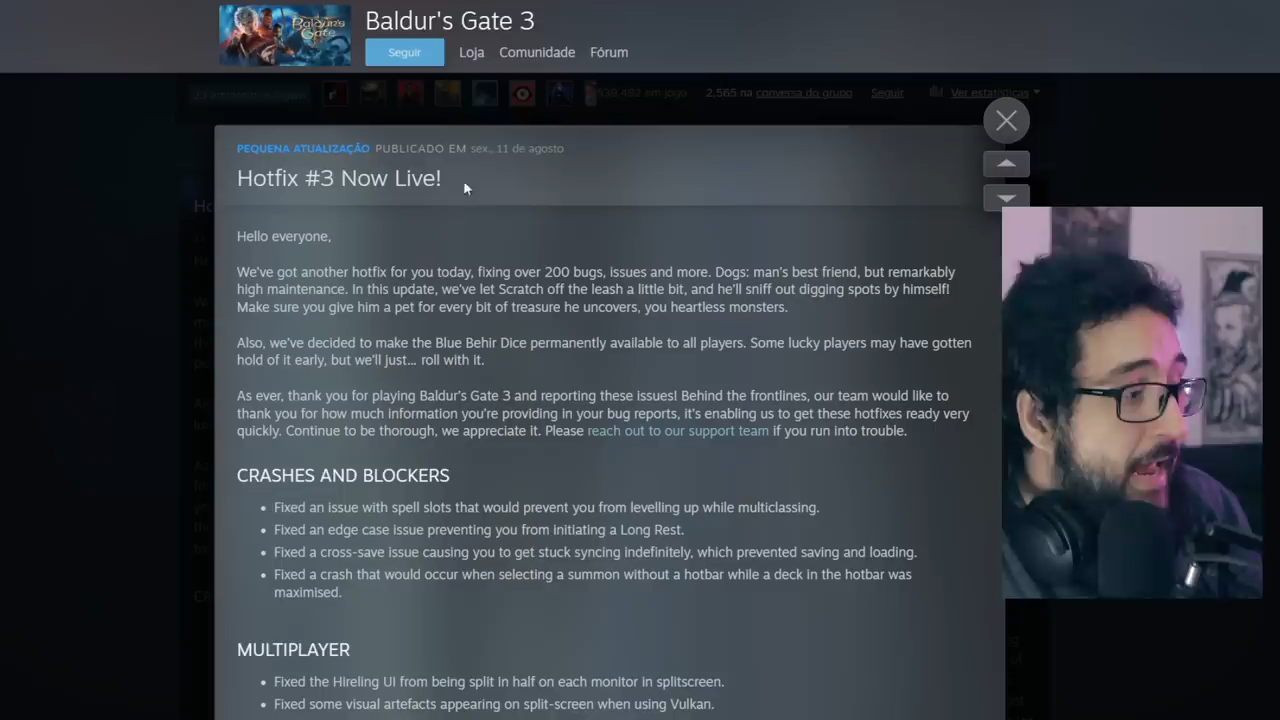 Baldur's Gate 3
Seguir Loja Comunidade Fórum
em jogo 2,565 na conversa do grupo Seguir Ver estatísticas
PEQUENA ATUALIZAÇÃO PUBLICADO EM sex., 11 de agosto
Hotfix #3 Now Live!
Hello everyone,
We've got another hotfix for you today, fixing over 200 bugs, issues and more. Dogs: man's best friend, but remarkably
high maintenance. In this update, we've let Scratch off the leash a little bit, and he'll sniff out digging spots by himself!
Make sure you give him a pet for every bit of treasure he uncovers, you heartless monsters.
Also, we've decided to make the Blue Behir Dice permanently available to all players. Some lucky players may have gotten
hold of it early, but we'll just... roll with it.
As ever, thank you for playing Baldur's Gate 3 and reporting these issues! Behind the frontlines, our team would like to
thank you for how much information you're providing in your bug reports, it's enabling us to get these hotfixes ready very
quickly. Continue to be thorough, we appreciate it. Please reach out to our support team if you run into trouble.
CRASHES AND BLOCKERS
• Fixed an issue with spell slots that would prevent you from levelling up while multiclassing.
• Fixed an edge case issue preventing you from initiating a Long Rest.
• Fixed a cross-save issue causing you to get stuck syncing indefinitely, which prevented saving and loading.
• Fixed a crash that would occur when selecting a summon without a hotbar while a deck in the hotbar was
maximised.
MULTIPLAYER
• Fixed the Hireling UI from being split in half on each monitor in splitscreen.
• Fixed some visual artefacts appearing on split-screen when using Vulkan.